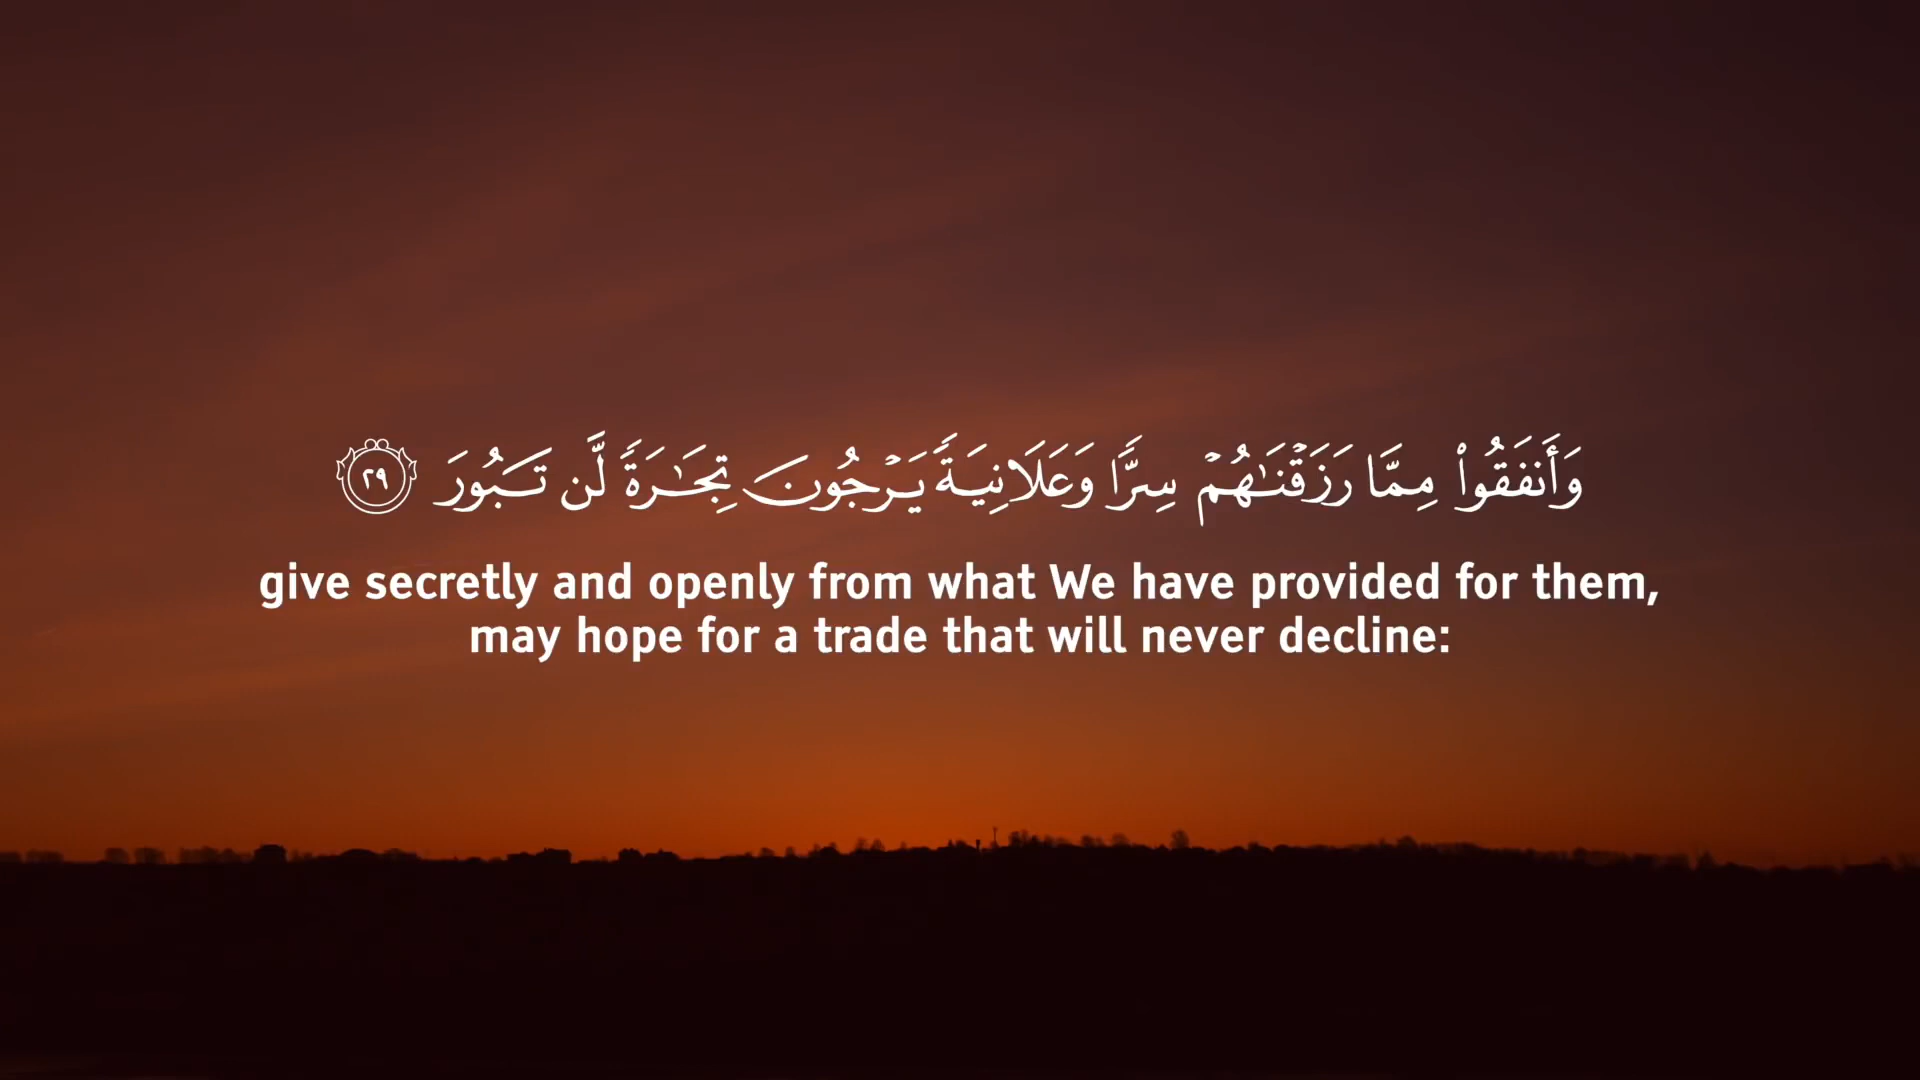 وَأَنفَقُوا۟ مِمَّا رَزَقْنَـٰهُمْ سِرًّا وَعَلَانِيَةً يَرْجُونَ تِجَـٰرَةً لَّن تَبُورَ ٢٩
give secretly and openly from what We have provided for them,
may hope for a trade that will never decline: